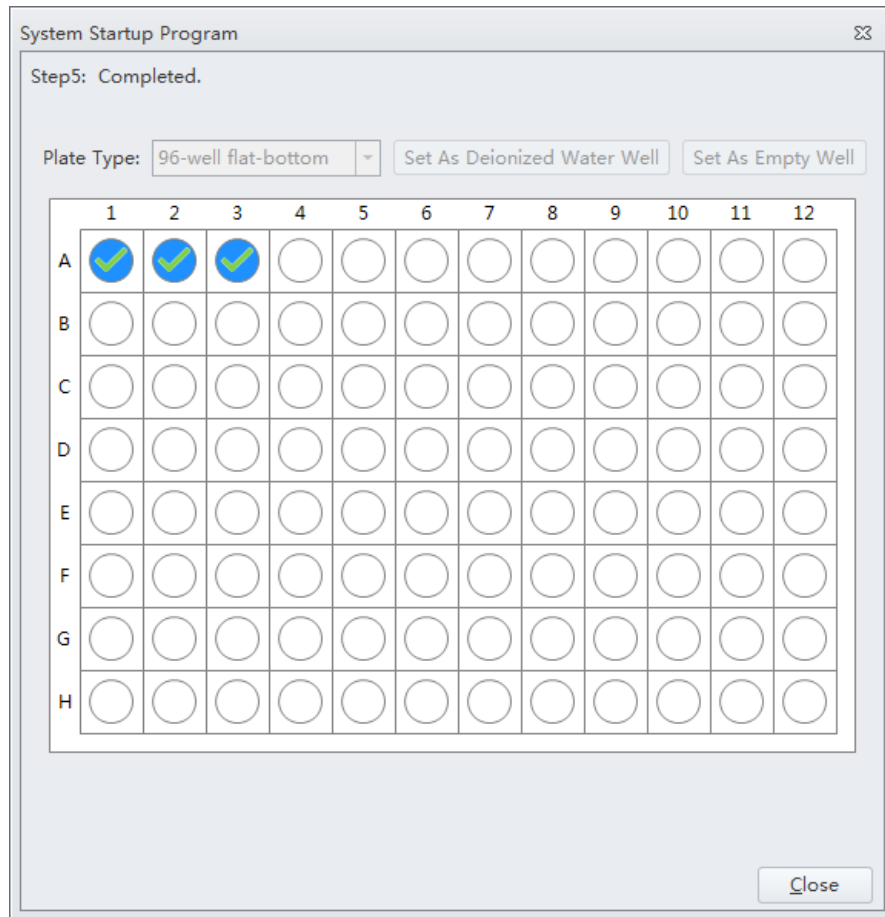 System Startup Program
Step5: Completed.
Plate Type: 96-well flat-bottom Set As Deionized Water Well Set As Empty Well
1 2 3 4 5 6 7 8 9 10 11 12
A
B
C
D
E
F
G
H
Close